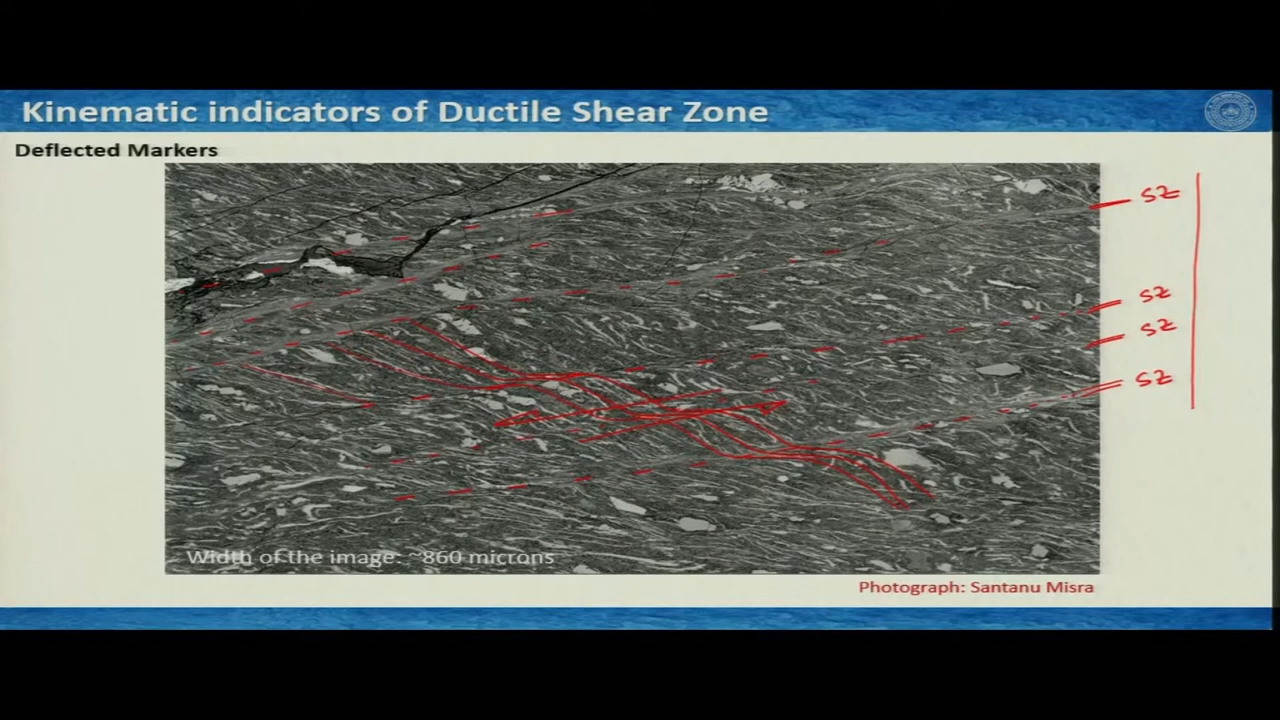 Kinematic indicators of Ductile Shear Zone
Deflected Markers
SZ
SZ
SZ
SZ
Width of the image: ~860 microns
Photograph: Santanu Misra